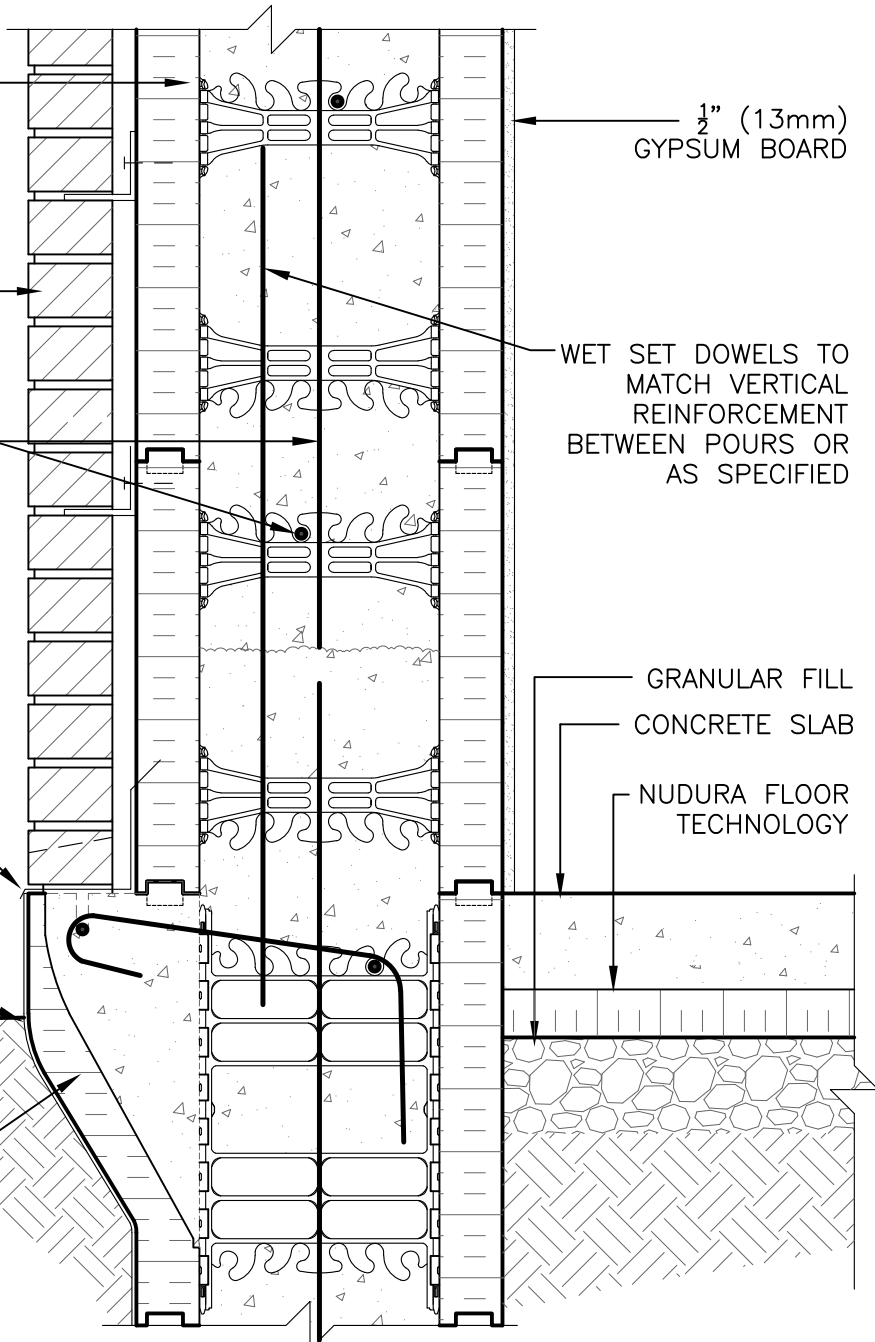 ½" (13mm)
GYPSUM BOARD
WET SET DOWELS TO
MATCH VERTICAL
REINFORCEMENT
BETWEEN POURS OR
AS SPECIFIED
GRANULAR FILL
CONCRETE SLAB
NUDURA FLOOR
TECHNOLOGY